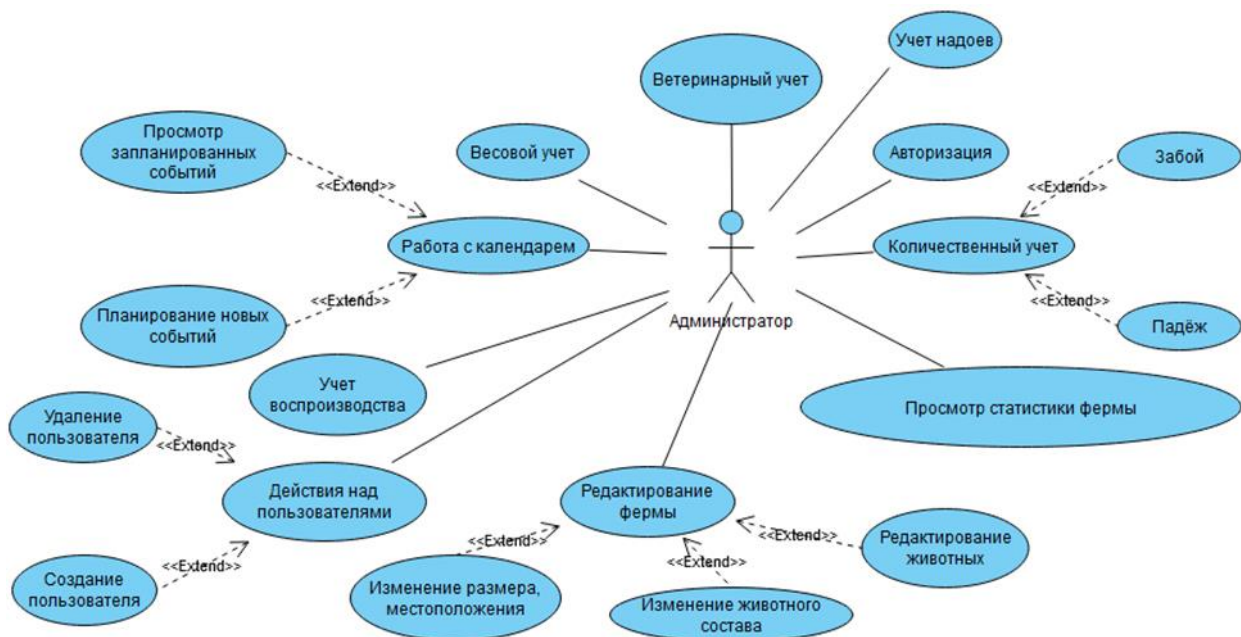 Учет надоев
Ветеринарный учет
Просмотр
запланированных
событий
Весовой учет
Авторизация
Забой
<<Extend>>
<<Extend>>
Работа с календарем
Количественный учет
<<Extend>>
<<Extend>>
Планирование новых
событий
Администратор
Падёж
Учет
воспроизводства
Просмотр статистики фермы
Удаление
пользователя
<<Extend>>
Действия над
пользователями
Редактирование
фермы
Редактирование
животных
<<Extend>>
<<Extend>>
<<Extend>>
<<Extend>>
Создание
пользователя
Изменение размера,
местоположения
Изменение животного
состава